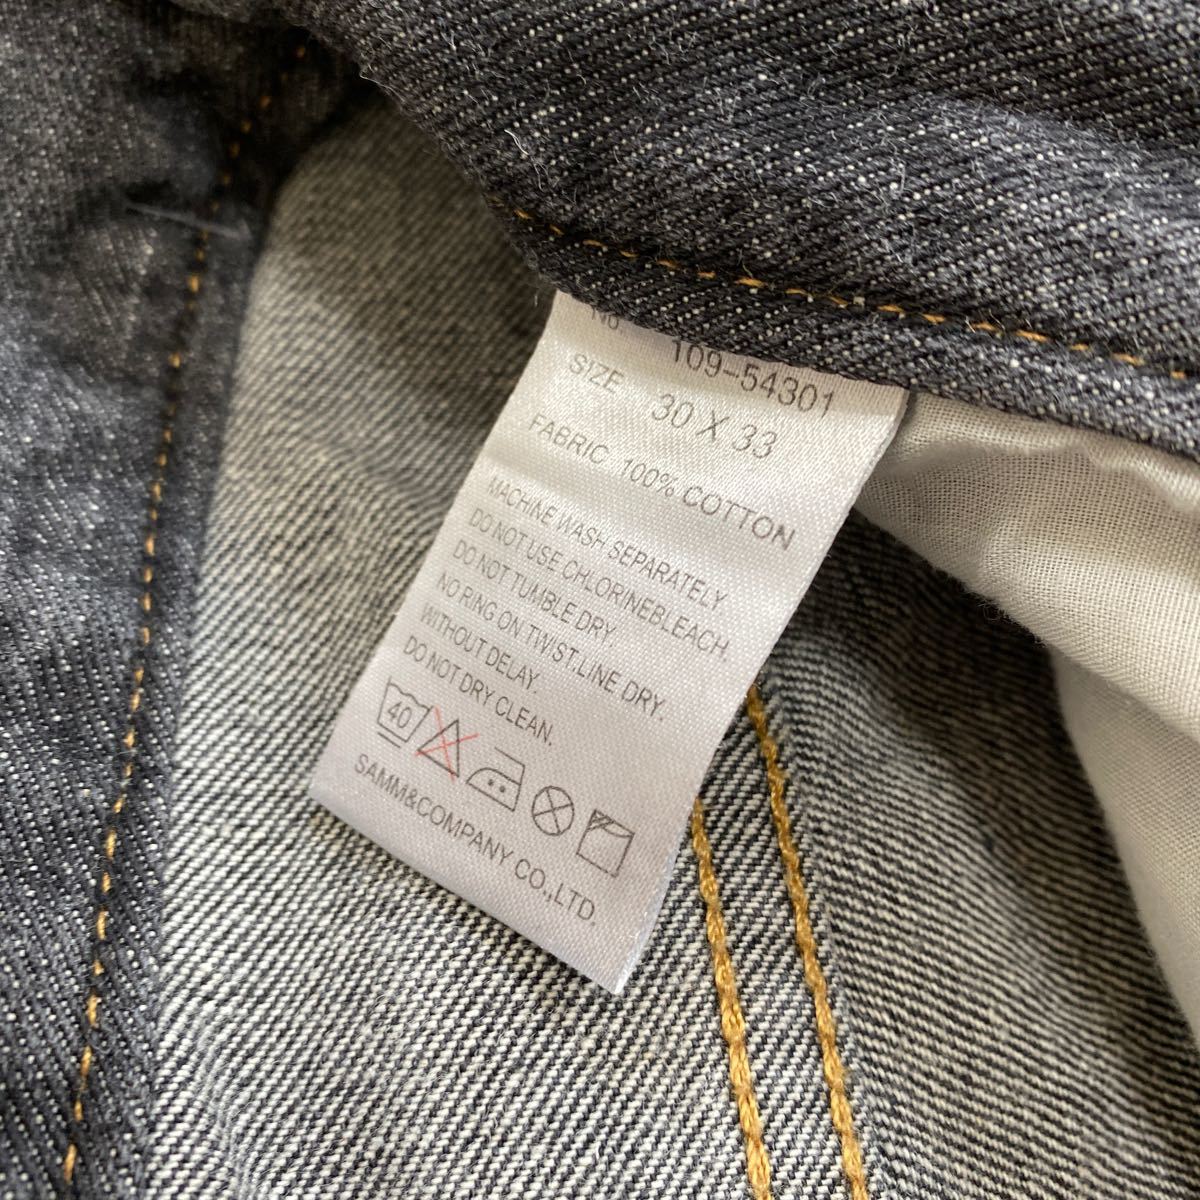 No. 109-54301
SIZE 30 X 33
FABRIC 100% COTTON
MACHINE WASH SEPARATELY.
DO NOT USE CHLORINEBLEACH.
DO NOT TUMBLE DRY.
NO RING ON TWIST.LINE DRY.
WITHOUT DELAY.
DO NOT DRY CLEAN.
40
SAMM&COMPANY CO.,LTD.